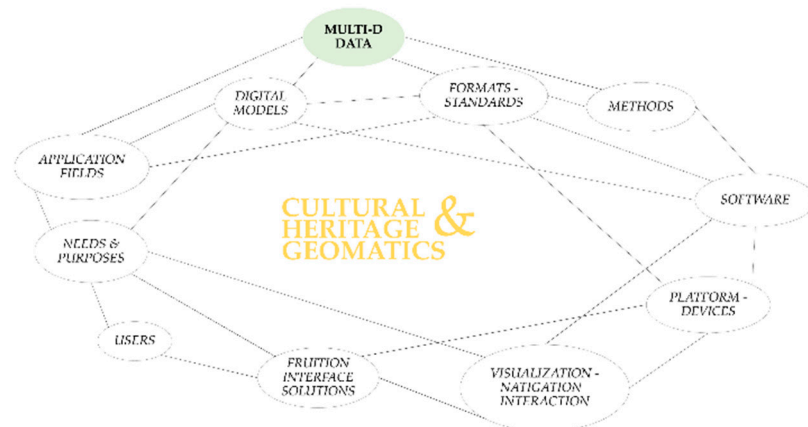 MULTI-D
DATA
DIGITAL
MODELS
FORMATS -
STANDARDS
METHODS
APPLICATION
FIELDS
SOFTWARE
CULTURAL &
HERITAGE
GEOMATICS
NEEDS &
PURPOSES
PLATFORM -
DEVICES
USERS
FRUITION
INTERFACE
SOLUTIONS
VISUALIZATION -
NATIGATION
INTERACTION